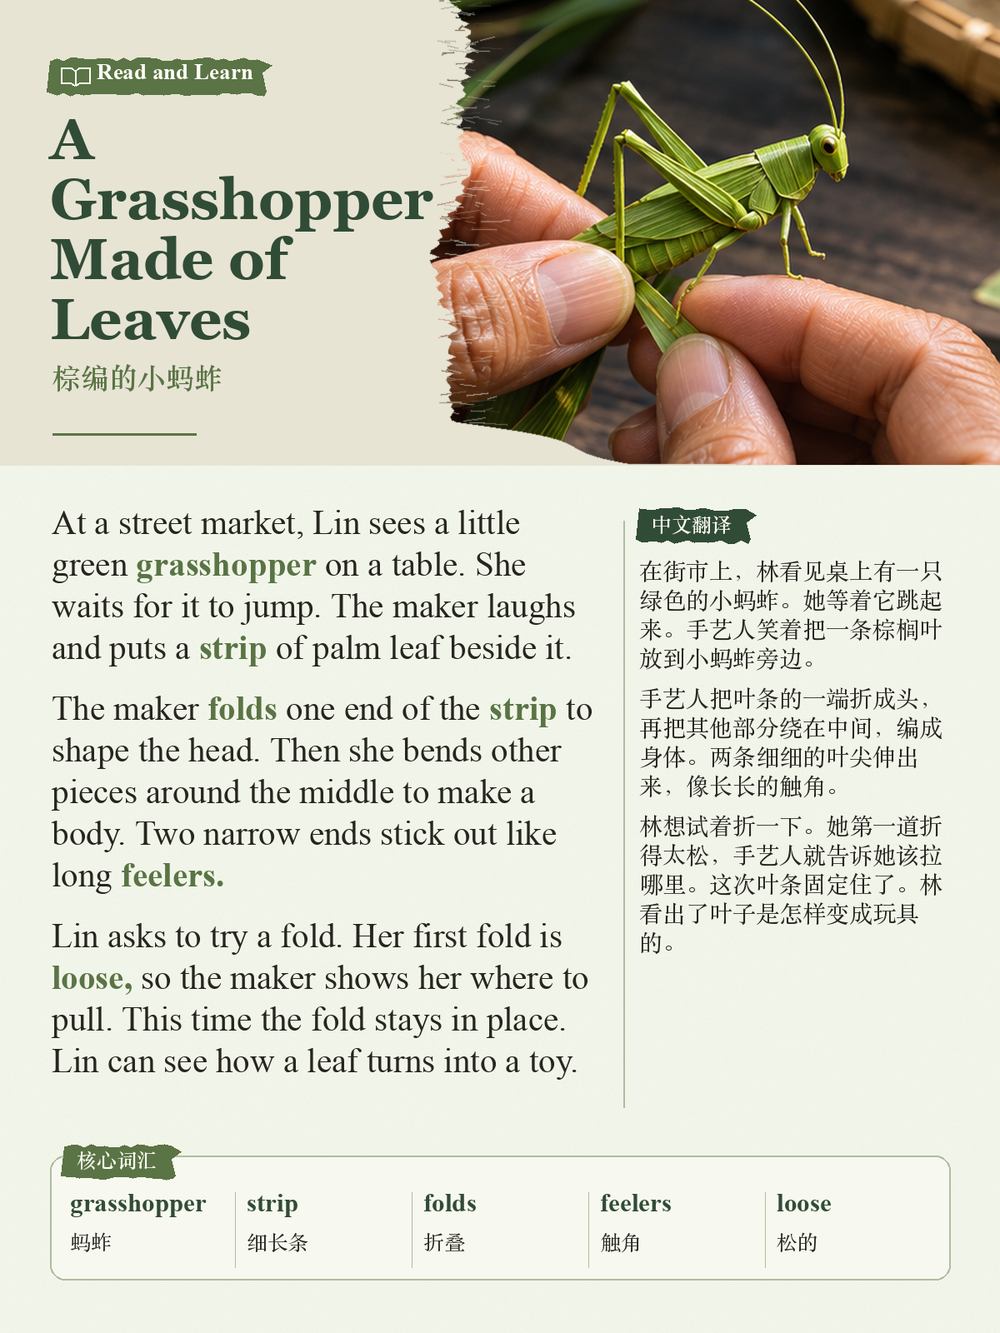 Read and Learn
A
Grasshopper
Made of
Leaves
棕编的小蚂蚱
At a street market, Lin sees a little
green grasshopper on a table. She
waits for it to jump. The maker laughs
and puts a strip of palm leaf beside it.
The maker folds one end of the strip to
shape the head. Then she bends other
pieces around the middle to make a
body. Two narrow ends stick out like
long feelers.
Lin asks to try a fold. Her first fold is
loose, so the maker shows her where to
pull. This time the fold stays in place.
Lin can see how a leaf turns into a toy.
中文翻译
在街市上，林看见桌上有一只
绿色的小蚂蚱。她等着它跳起
来。手艺人笑着把一条棕榈叶
放到小蚂蚱旁边。
手艺人把叶条的一端折成头，
再把其他部分绕在中间，编成
身体。两条细细的叶尖伸出
来，像长长的触角。
林想试着折一下。她第一道折
得太松，手艺人就告诉她该拉
哪里。这次叶条固定住了。林
看出了叶子是怎样变成玩具
的。
核心词汇
grasshopper
蚂蚱
strip
细长条
folds
折叠
feelers
触角
loose
松的